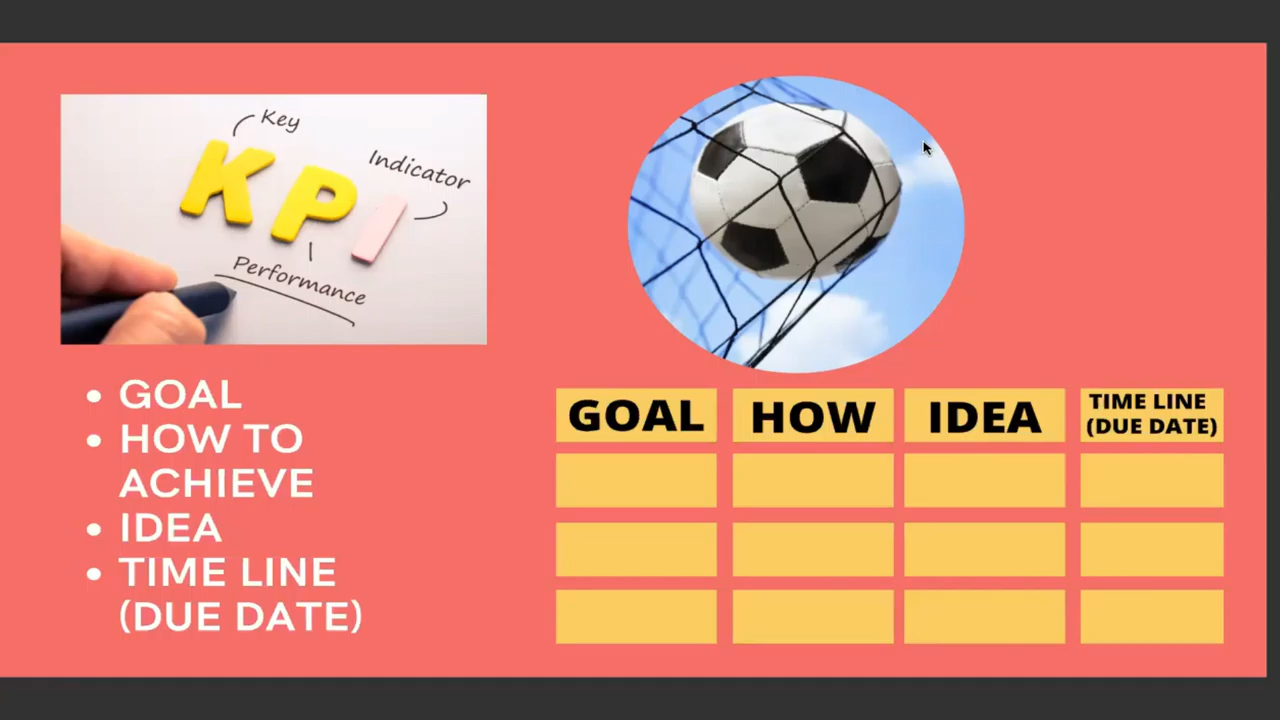 Key
Indicator
KPI
Performance
• GOAL
• HOW TO
ACHIEVE
• IDEA
• TIME LINE
(DUE DATE)
GOAL
HOW
IDEA
TIME LINE
(DUE DATE)